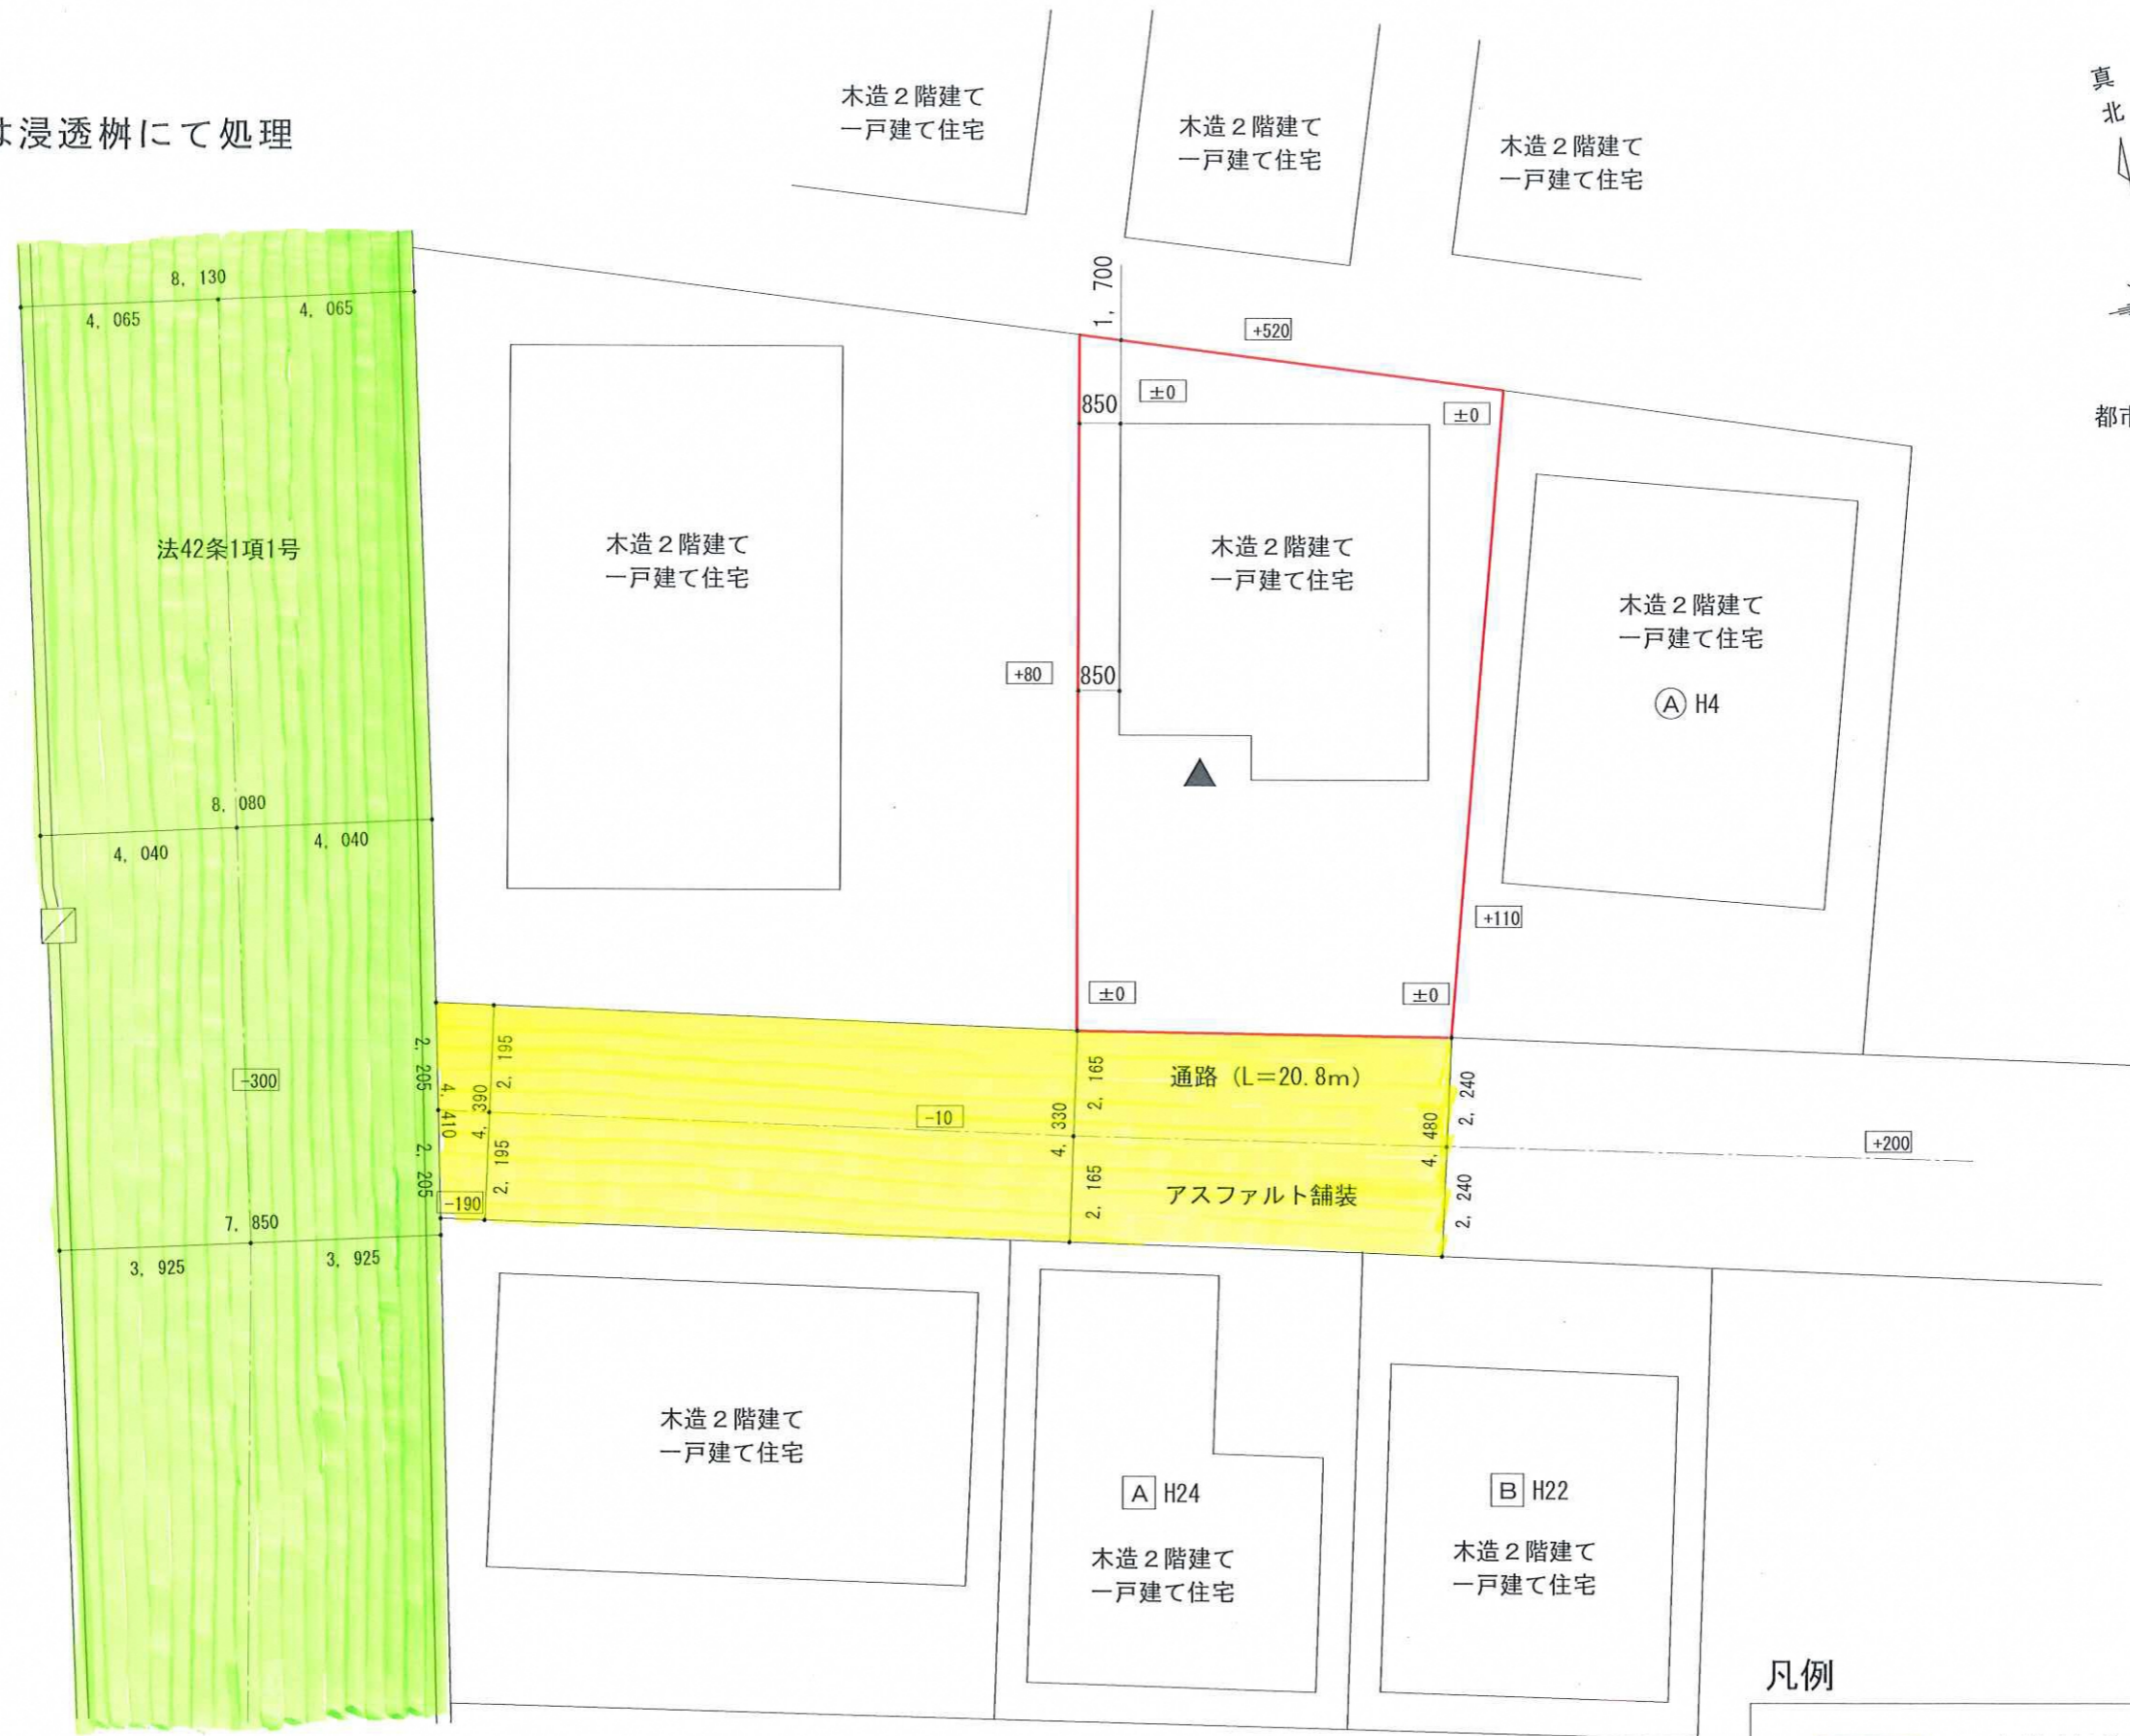 は浸透桝にて処理
真
北
都市
木造２階建て
一戸建て住宅
木造２階建て
一戸建て住宅
木造２階建て
一戸建て住宅
8, 130
4, 065
4, 065
1, 700
+520
±0
±0
850
法42条1項1号
木造２階建て
一戸建て住宅
木造２階建て
一戸建て住宅
木造２階建て
一戸建て住宅
Ⓐ H4
+80
850
8, 080
4, 040
4, 040
+110
±0
±0
2, 205
4, 410
2, 205
2, 195
4, 390
2, 195
-300
-190
-10
2, 165
4, 330
2, 165
通路（L＝20.8m）
アスファルト舗装
2, 240
4, 480
2, 240
+200
7, 850
3, 925
3, 925
木造２階建て
一戸建て住宅
A H24
木造２階建て
一戸建て住宅
B H22
木造２階建て
一戸建て住宅
凡例